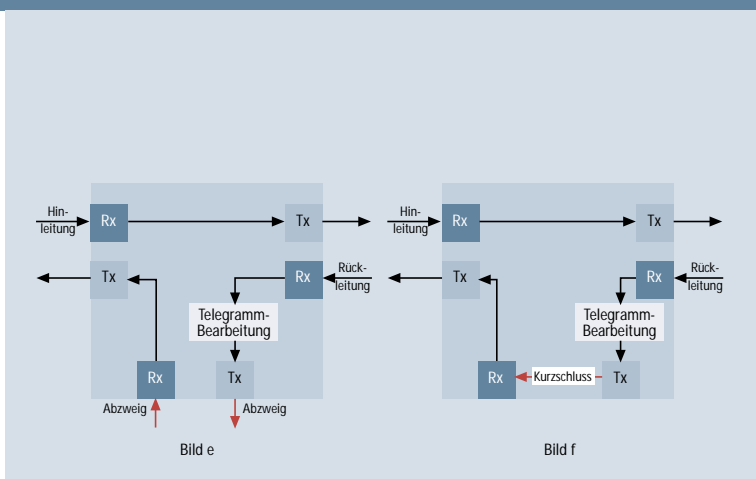 Hin-
leitung
Rx
Tx
Tx
Rx
Rück-
leitung
Telegramm-
Bearbeitung
Rx
Tx
Abzweig
Abzweig
Bild e
Hin-
leitung
Rx
Tx
Tx
Rx
Rück-
leitung
Telegramm-
Bearbeitung
Rx
Kurzschluss
Tx
Bild f